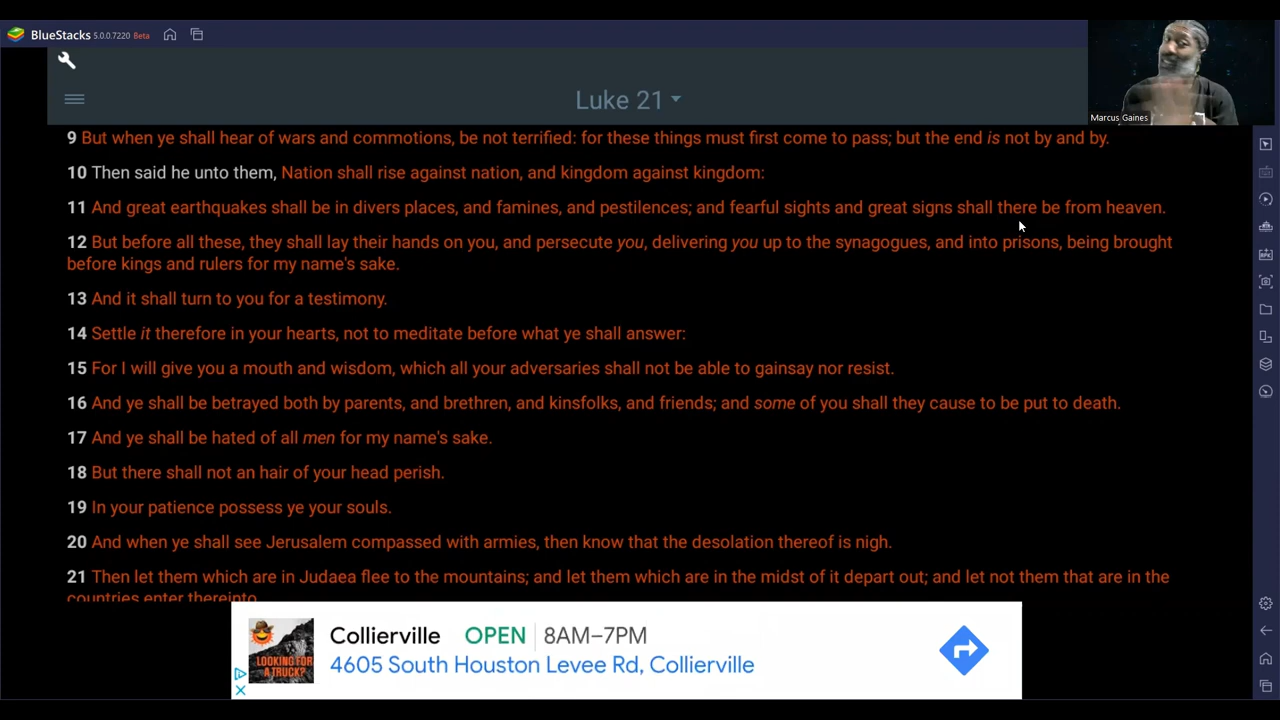 BlueStacks 5.0.0.7220 Beta
Luke 21
Marcus Gaines
9 But when ye shall hear of wars and commotions, be not terrified: for these things must first come to pass; but the end is not by and by.
10 Then said he unto them, Nation shall rise against nation, and kingdom against kingdom:
11 And great earthquakes shall be in divers places, and famines, and pestilences; and fearful sights and great signs shall there be from heaven.
12 But before all these, they shall lay their hands on you, and persecute you, delivering you up to the synagogues, and into prisons, being brought
before kings and rulers for my name's sake.
13 And it shall turn to you for a testimony.
14 Settle it therefore in your hearts, not to meditate before what ye shall answer:
15 For I will give you a mouth and wisdom, which all your adversaries shall not be able to gainsay nor resist.
16 And ye shall be betrayed both by parents, and brethren, and kinsfolks, and friends; and some of you shall they cause to be put to death.
17 And ye shall be hated of all men for my name's sake.
18 But there shall not an hair of your head perish.
19 In your patience possess ye your souls.
20 And when ye shall see Jerusalem compassed with armies, then know that the desolation thereof is nigh.
21 Then let them which are in Judaea flee to the mountains; and let them which are in the midst of it depart out; and let not them that are in the
countries enter thereinto
LOOKING FOR
A TRUCK?
Collierville OPEN 8AM–7PM
4605 South Houston Levee Rd, Collierville